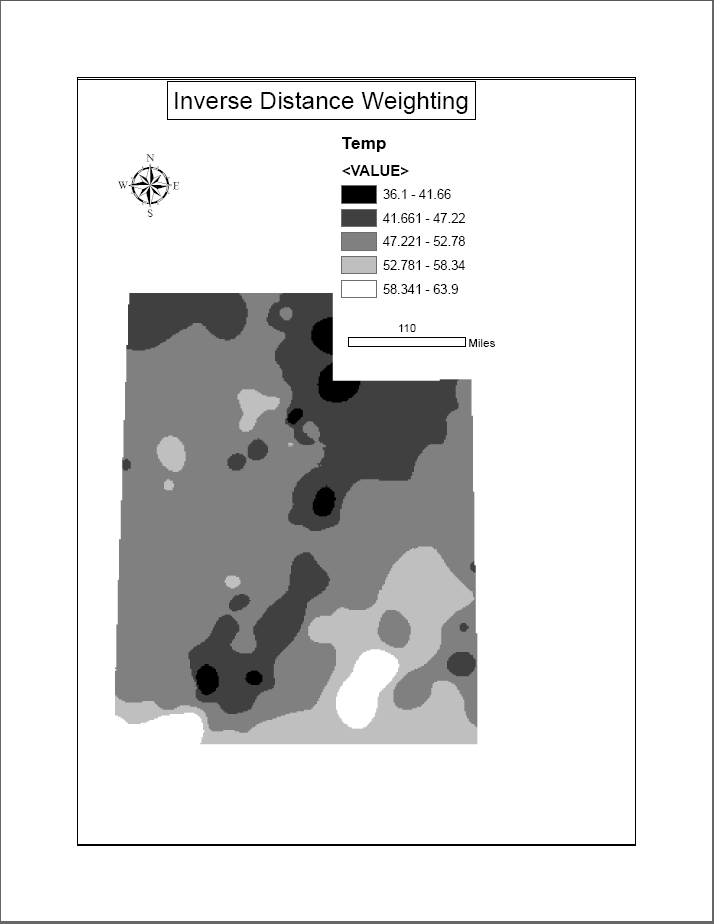 Inverse Distance Weighting
N
W E
S
Temp
<VALUE>
36.1 - 41.66
41.661 - 47.22
47.221 - 52.78
52.781 - 58.34
58.341 - 63.9
110
Miles